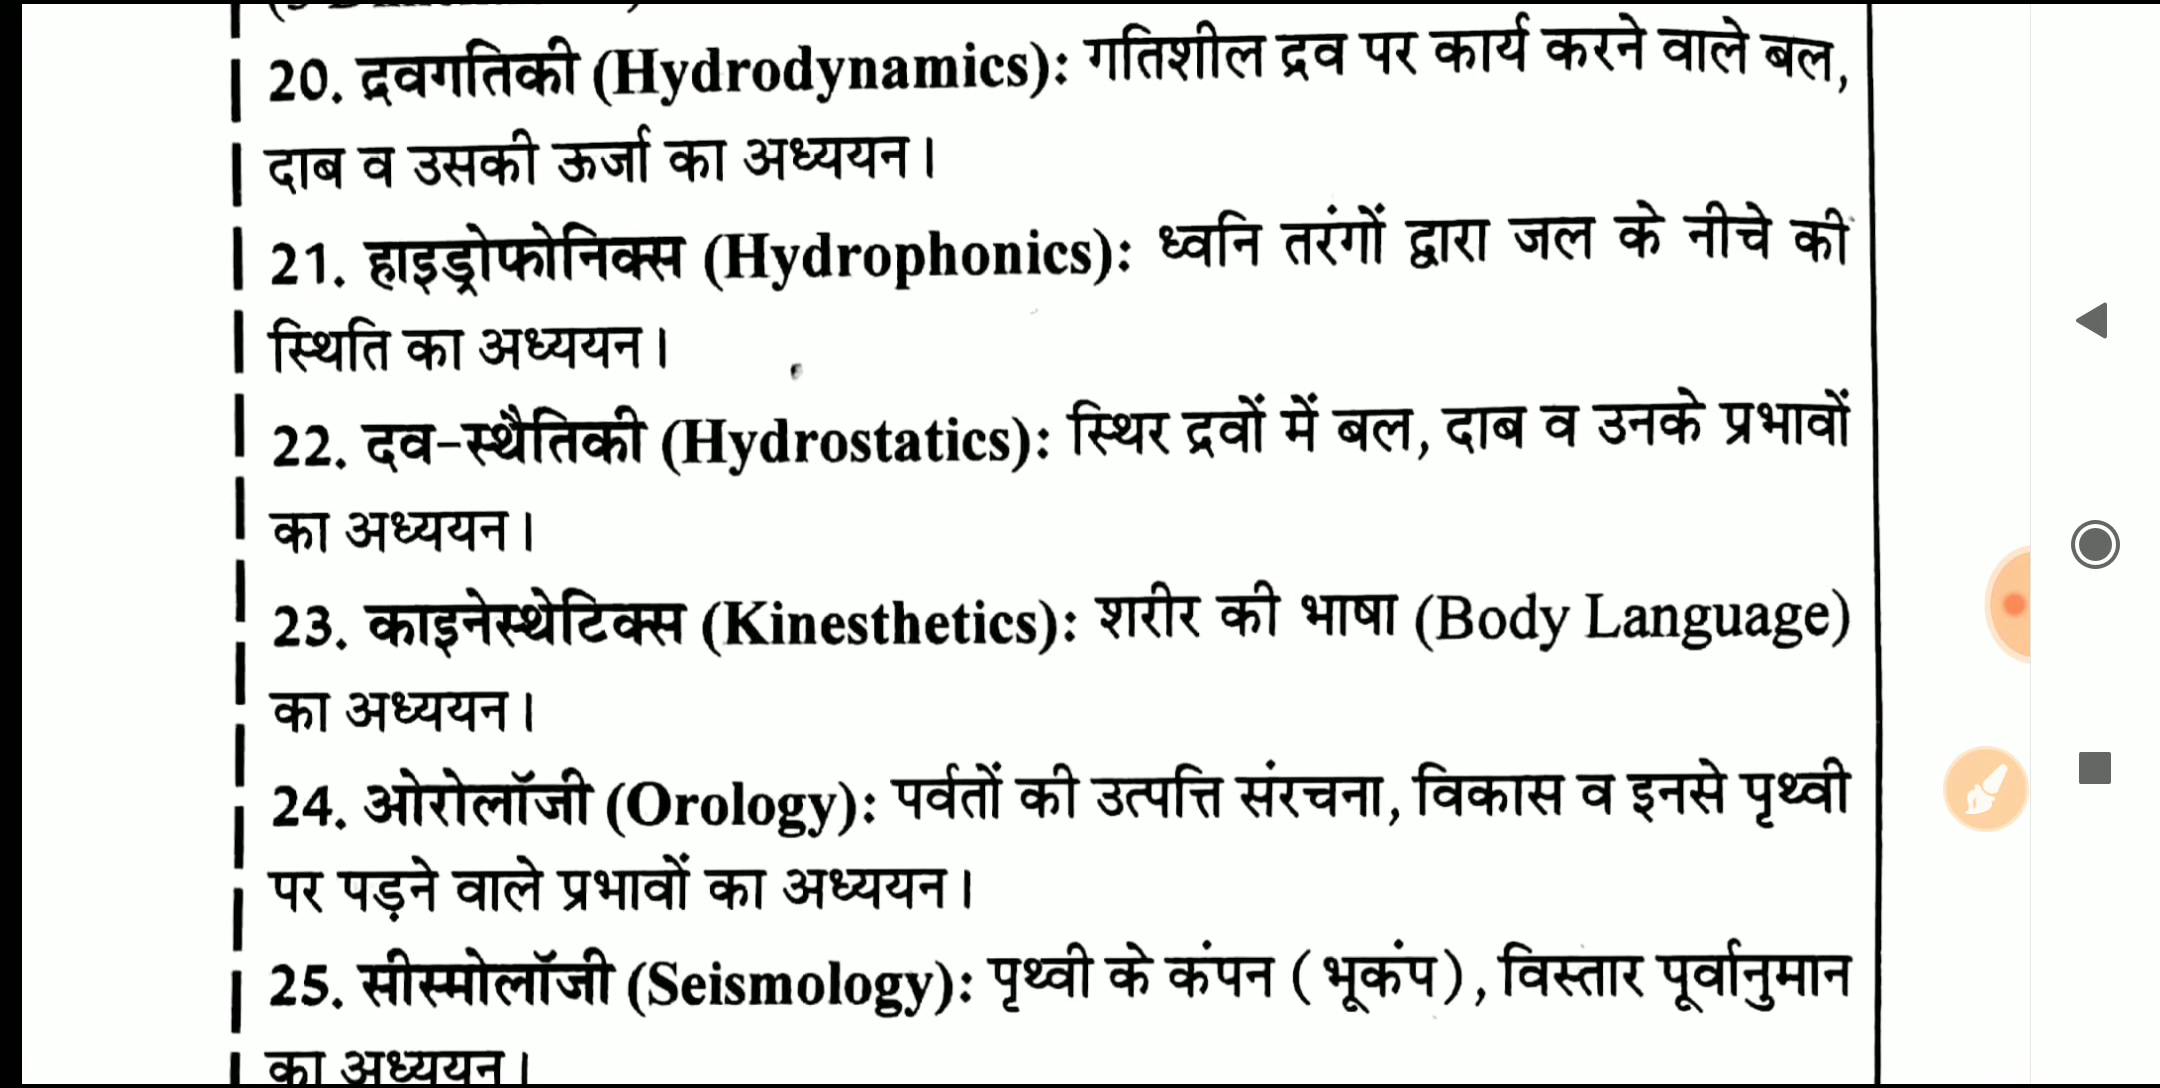 20. द्रवगतिकी (Hydrodynamics): गतिशील द्रव पर कार्य करने वाले बल,
दाब व उसकी ऊर्जा का अध्ययन।
21. हाइड्रोफोनिक्स (Hydrophonics): ध्वनि तरंगों द्वारा जल के नीचे की
स्थिति का अध्ययन।
22. दव-स्थैतिकी (Hydrostatics): स्थिर द्रवों में बल, दाब व उनके प्रभावों
का अध्ययन।
23. काइनेस्थेटिक्स (Kinesthetics): शरीर की भाषा (Body Language)
का अध्ययन।
24. ओरोलॉजी (Orology): पर्वतों की उत्पत्ति संरचना, विकास व इनसे पृथ्वी
पर पड़ने वाले प्रभावों का अध्ययन।
25. सीस्मोलॉजी (Seismology): पृथ्वी के कंपन ( भूकंप), विस्तार पूर्वानुमान
का अध्ययन।